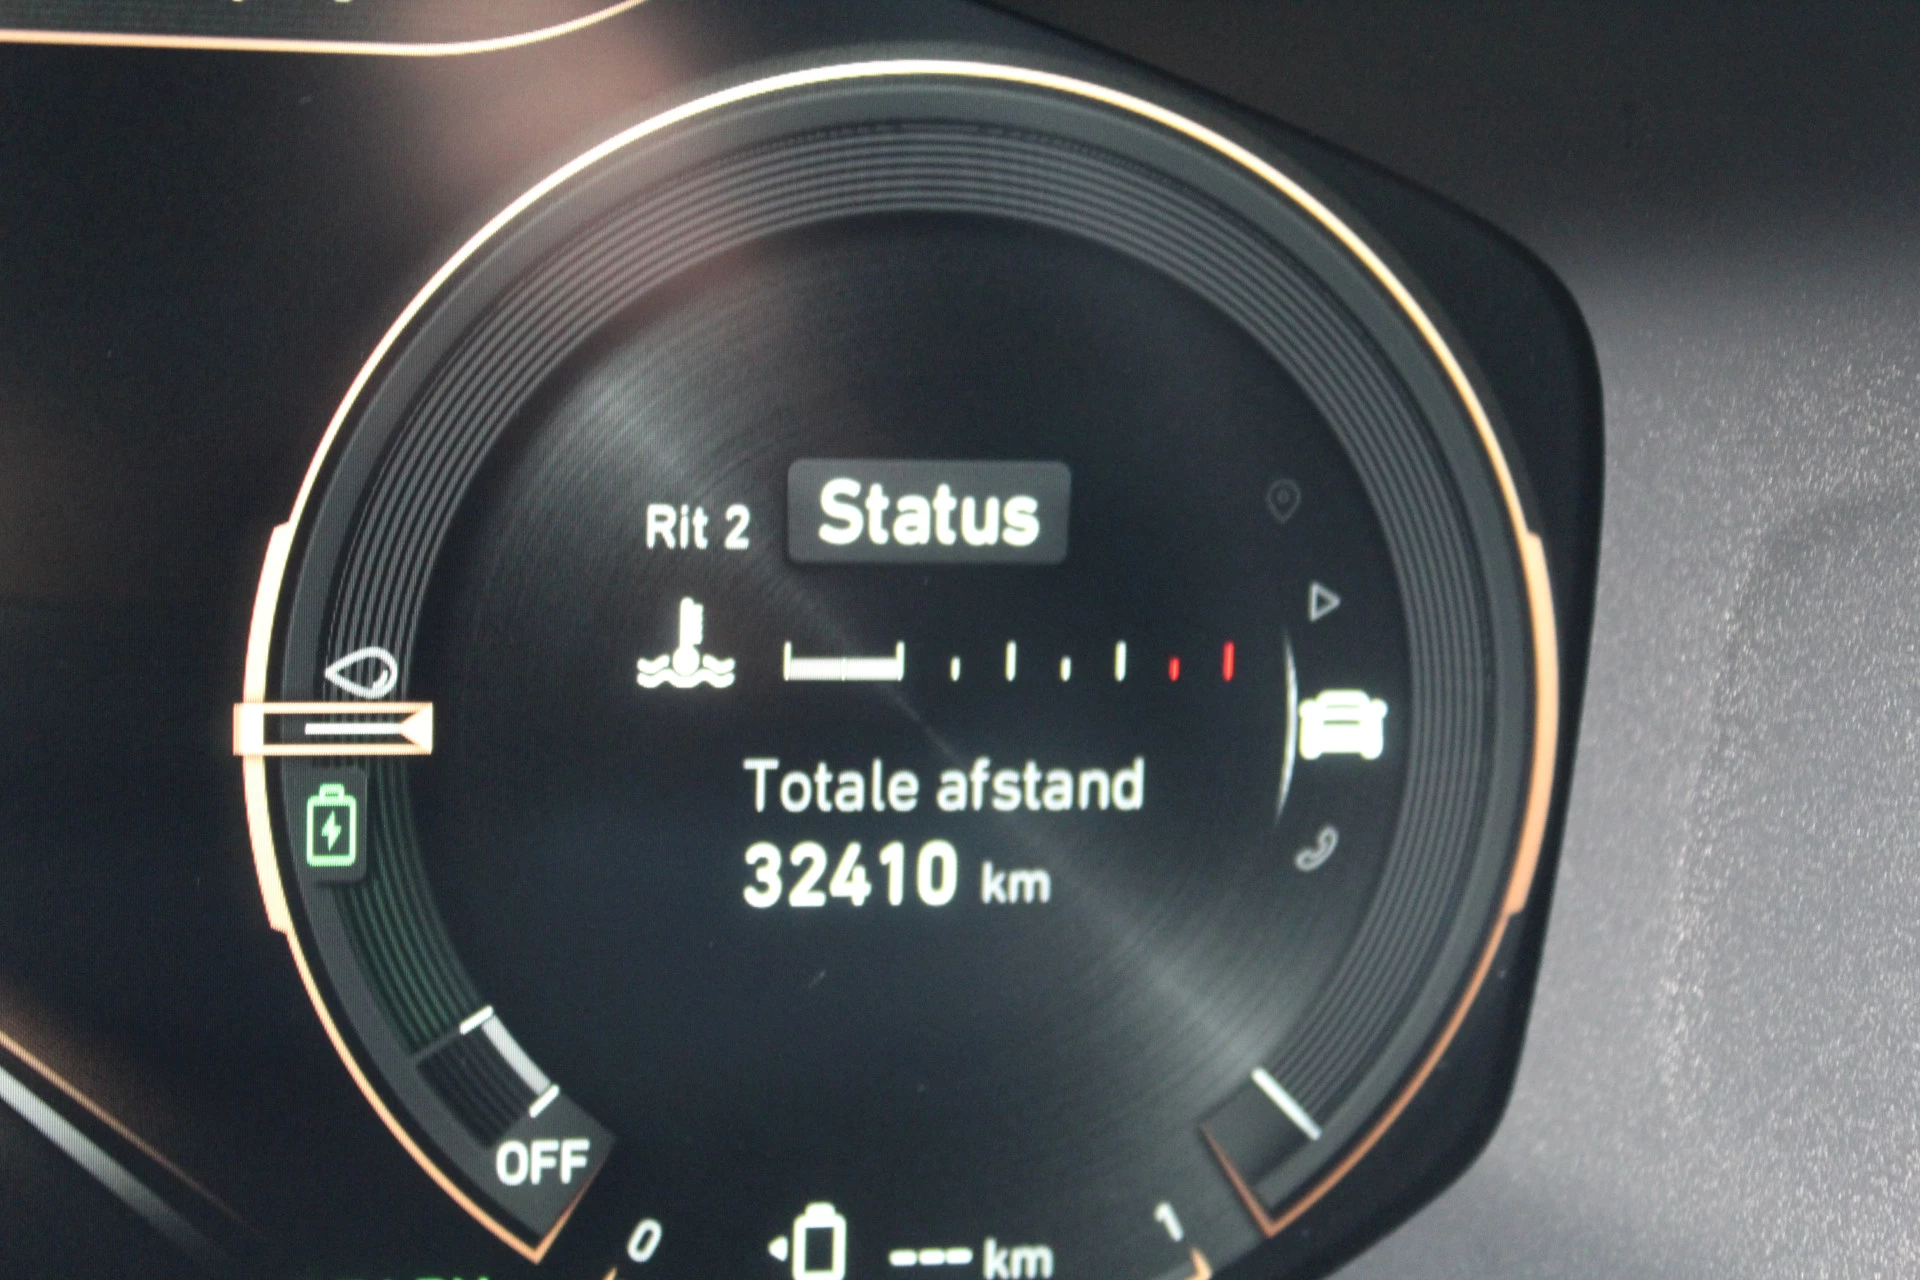 Rit 2 Status
Totale afstand
32410 km
OFF
0 --- km 1